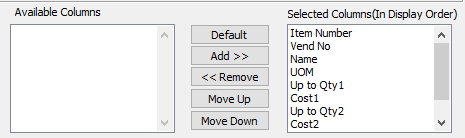 Available Columns
Selected Columns(In Display Order)
Default
Add >>
<< Remove
Move Up
Move Down
Item Number
Vend No
Name
UOM
Up to Qty1
Cost1
Up to Qty2
Cost2